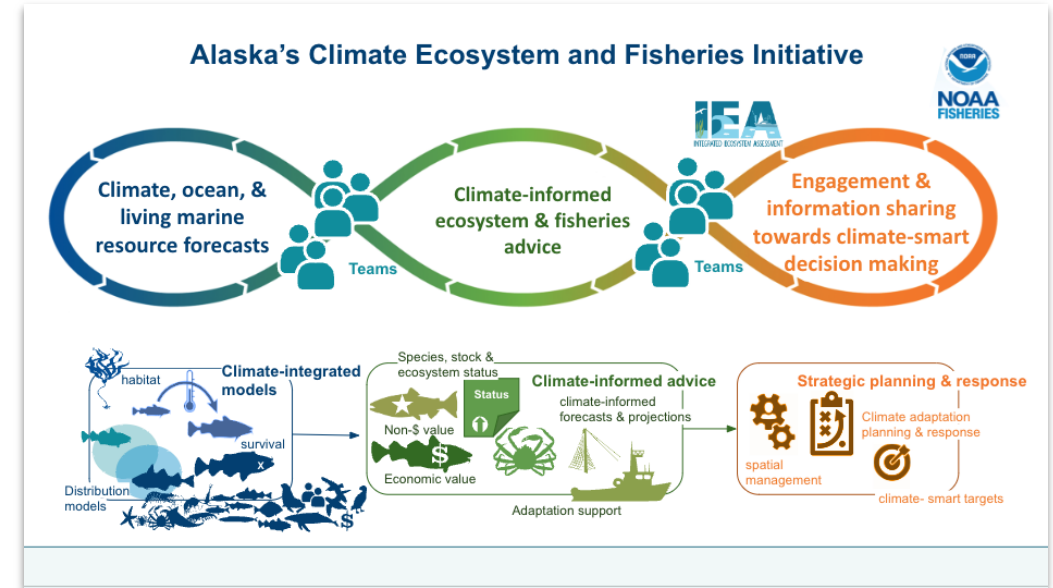 Alaska's Climate Ecosystem and Fisheries Initiative
NOAA
NOAA
FISHERIES
IEA
INTEGRATED ECOSYSTEM ASSESSMENT
Climate, ocean, &
living marine
resource forecasts
Teams
Climate-informed
ecosystem & fisheries
advice
Teams
Engagement &
information sharing
towards climate-smart
decision making
Climate-integrated
models
habitat
survival
x
Distribution
models
$
Species, stock &
ecosystem status
Status
Climate-informed advice
climate-informed
forecasts & projections
Non-$ value
$
Economic value
Adaptation support
Strategic planning & response
Climate adaptation
planning & response
spatial
management
climate- smart targets